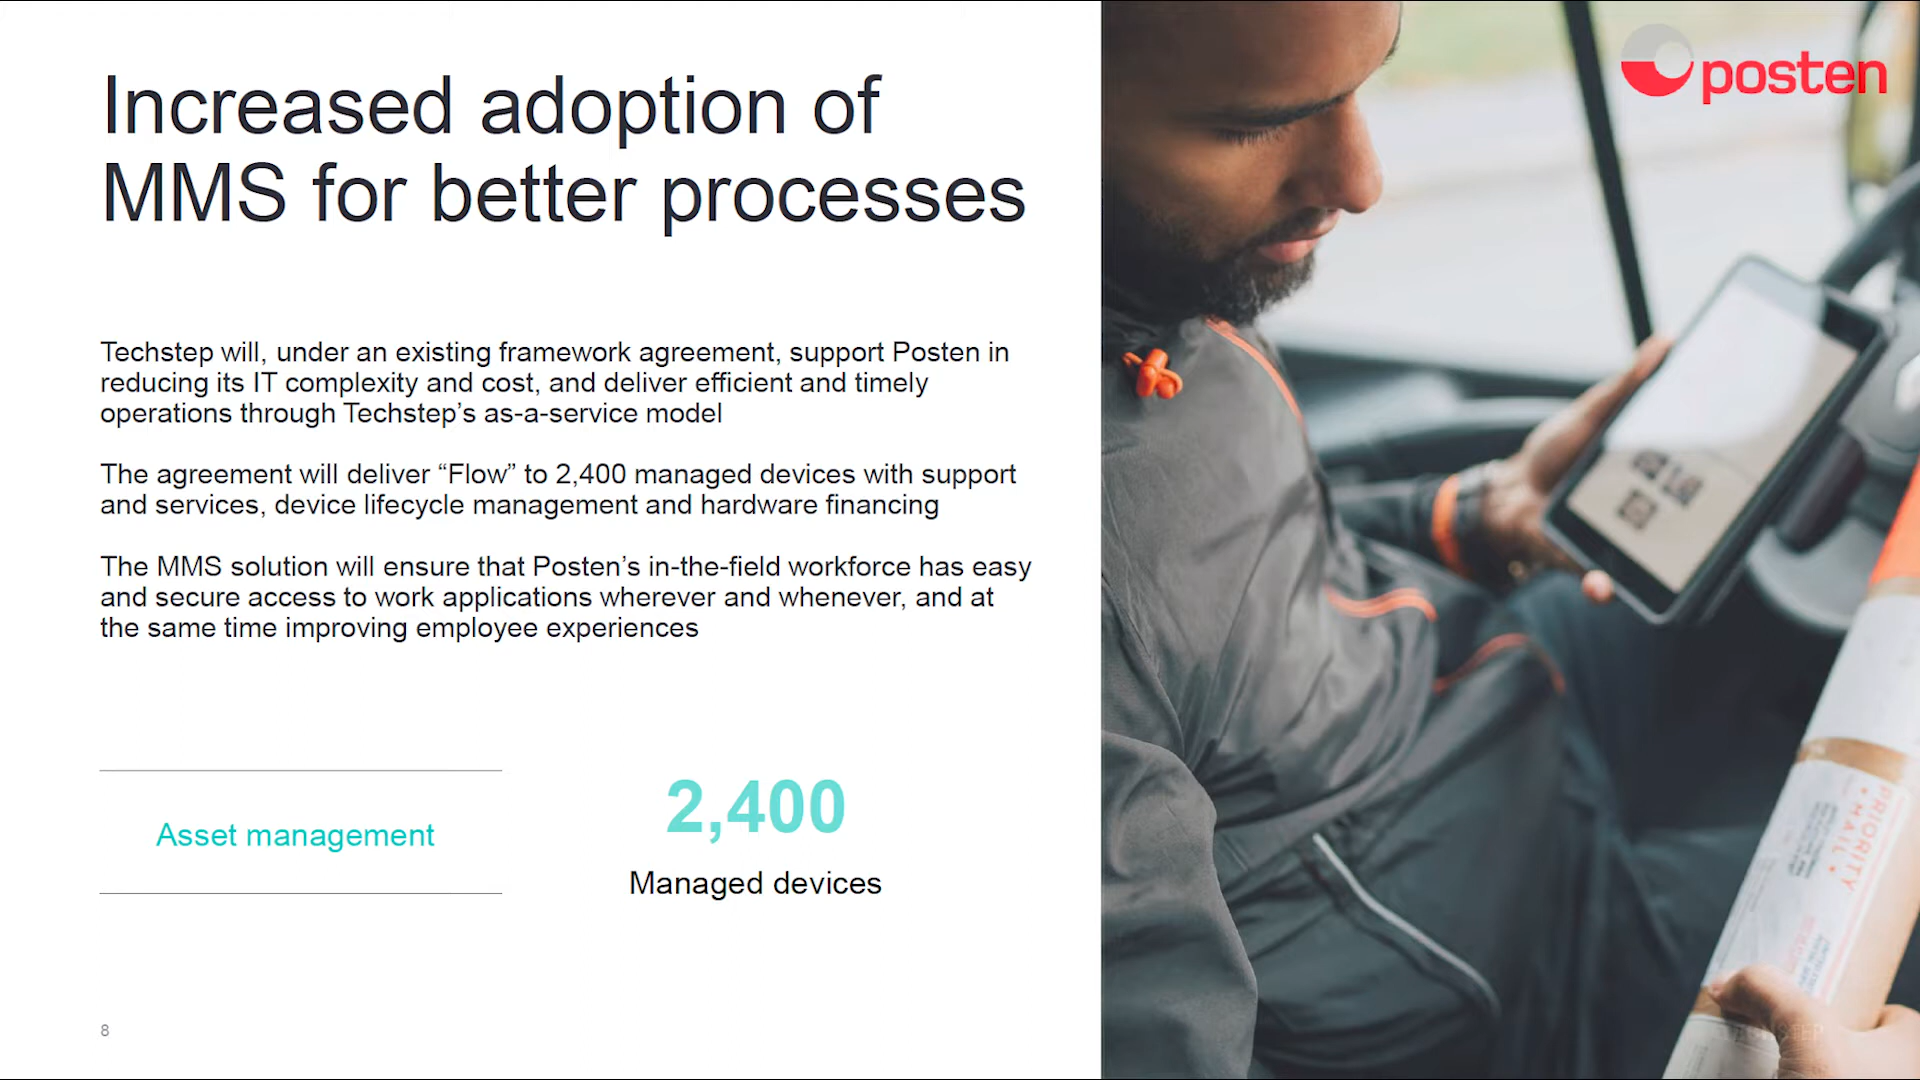 posten
Increased adoption of
MMS for better processes
Techstep will, under an existing framework agreement, support Posten in
reducing its IT complexity and cost, and deliver efficient and timely
operations through Techstep’s as-a-service model
The agreement will deliver “Flow” to 2,400 managed devices with support
and services, device lifecycle management and hardware financing
The MMS solution will ensure that Posten’s in-the-field workforce has easy
and secure access to work applications wherever and whenever, and at
the same time improving employee experiences
Asset management
2,400
Managed devices
PRIORITY
MAIL
8